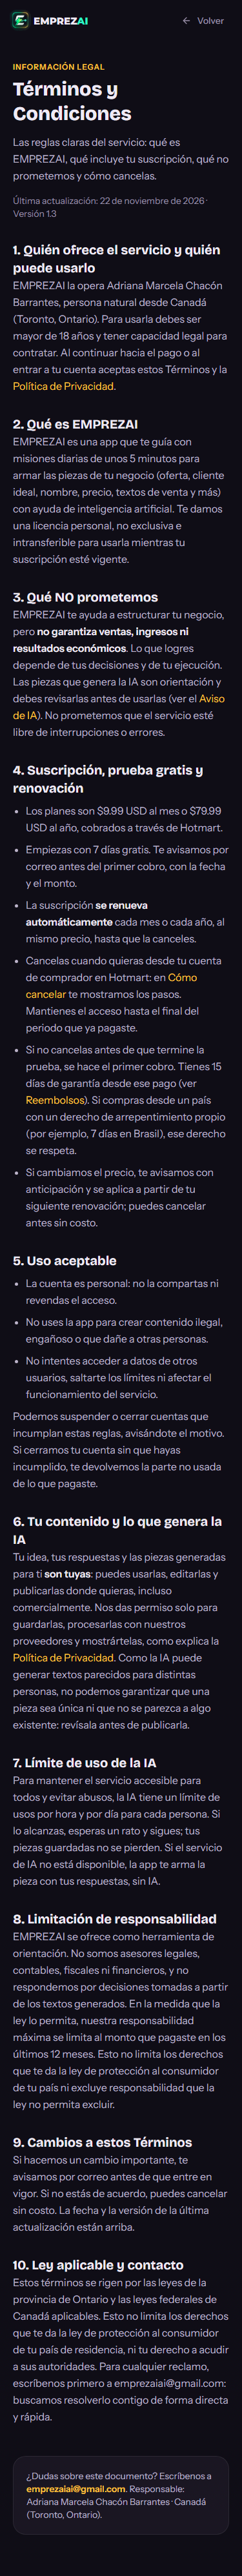 EMPREZAI
← Volver
INFORMACIÓN LEGAL
Términos y
Condiciones
Las reglas claras del servicio: qué es
EMPREZAI, qué incluye tu suscripción, qué no
prometemos y cómo cancelas.
Última actualización: 22 de noviembre de 2026 ·
Versión 1.3
1. Quién ofrece el servicio y quién
puede usarlo
EMPREZAI la opera Adriana Marcela Chacón
Barrantes, persona natural desde Canadá
(Toronto, Ontario). Para usarla debes ser
mayor de 18 años y tener capacidad legal para
contratar. Al continuar hacia el pago o al
entrar a tu cuenta aceptas estos Términos y la
Política de Privacidad.
2. Qué es EMPREZAI
EMPREZAI es una app que te guía con
misiones diarias de unos 5 minutos para
armar las piezas de tu negocio (oferta, cliente
ideal, nombre, precio, textos de venta y más)
con ayuda de inteligencia artificial. Te damos
una licencia personal, no exclusiva e
intransferible para usarla mientras tu
suscripción esté vigente.
3. Qué NO prometemos
EMPREZAI te ayuda a estructurar tu negocio,
pero no garantiza ventas, ingresos ni
resultados económicos. Lo que logres
depende de tus decisiones y de tu ejecución.
Las piezas que genera la IA son orientación y
debes revisarlas antes de usarlas (ver el Aviso
de IA). No prometemos que el servicio esté
libre de interrupciones o errores.
4. Suscripción, prueba gratis y
renovación
• Los planes son $9.99 USD al mes o $79.99
USD al año, cobrados a través de Hotmart.
• Empiezas con 7 días gratis. Te avisamos por
correo antes del primer cobro, con la fecha
y el monto.
• La suscripción se renueva
automáticamente cada mes o cada año, al
mismo precio, hasta que la canceles.
• Cancelas cuando quieras desde tu cuenta
de comprador en Hotmart: en Cómo
cancelar te mostramos los pasos.
Mantienes el acceso hasta el final del
periodo que ya pagaste.
• Si no cancelas antes de que termine la
prueba, se hace el primer cobro. Tienes 15
días de garantía desde ese pago (ver
Reembolsos). Si compras desde un país
con un derecho de arrepentimiento propio
(por ejemplo, 7 días en Brasil), ese derecho
se respeta.
• Si cambiamos el precio, te avisamos con
anticipación y se aplica a partir de tu
siguiente renovación; puedes cancelar
antes sin costo.
5. Uso aceptable
• La cuenta es personal: no la compartas ni
revendas el acceso.
• No uses la app para crear contenido ilegal,
engañoso o que dañe a otras personas.
• No intentes acceder a datos de otros
usuarios, saltarte los límites ni afectar el
funcionamiento del servicio.
Podemos suspender o cerrar cuentas que
incumplan estas reglas, avisándote el motivo.
Si cerramos tu cuenta sin que hayas
incumplido, te devolvemos la parte no usada
de lo que pagaste.
6. Tu contenido y lo que genera la
IA
Tu idea, tus respuestas y las piezas generadas
para ti son tuyas: puedes usarlas, editarlas y
publicarlas donde quieras, incluso
comercialmente. Nos das permiso solo para
guardarlas, procesarlas con nuestros
proveedores y mostrártelas, como explica la
Política de Privacidad. Como la IA puede
generar textos parecidos para distintas
personas, no podemos garantizar que una
pieza sea única ni que no se parezca a algo
existente: revísala antes de publicarla.
7. Límite de uso de la IA
Para mantener el servicio accesible para
todos y evitar abusos, la IA tiene un límite de
usos por hora y por día para cada persona. Si
lo alcanzas, esperas un rato y sigues; tus
piezas guardadas no se pierden. Si el servicio
de IA no está disponible, la app te arma la
pieza con tus respuestas, sin IA.
8. Limitación de responsabilidad
EMPREZAI se ofrece como herramienta de
orientación. No somos asesores legales,
contables, fiscales ni financieros, y no
respondemos por decisiones tomadas a partir
de los textos generados. En la medida que la
ley lo permita, nuestra responsabilidad
máxima se limita al monto que pagaste en los
últimos 12 meses. Esto no limita los derechos
que te da la ley de protección al consumidor
de tu país ni excluye responsabilidad que la
ley no permita excluir.
9. Cambios a estos Términos
Si hacemos un cambio importante, te
avisamos por correo antes de que entre en
vigor. Si no estás de acuerdo, puedes cancelar
sin costo. La fecha y la versión de la última
actualización están arriba.
10. Ley aplicable y contacto
Estos términos se rigen por las leyes de la
provincia de Ontario y las leyes federales de
Canadá aplicables. Esto no limita los derechos
que te da la ley de protección al consumidor
de tu país de residencia, ni tu derecho a acudir
a sus autoridades. Para cualquier reclamo,
escríbenos primero a emprezaiai@gmail.com:
buscamos resolverlo contigo de forma directa
y rápida.
¿Dudas sobre este documento? Escríbenos a
emprezaiai@gmail.com. Responsable:
Adriana Marcela Chacón Barrantes · Canadá
(Toronto, Ontario).